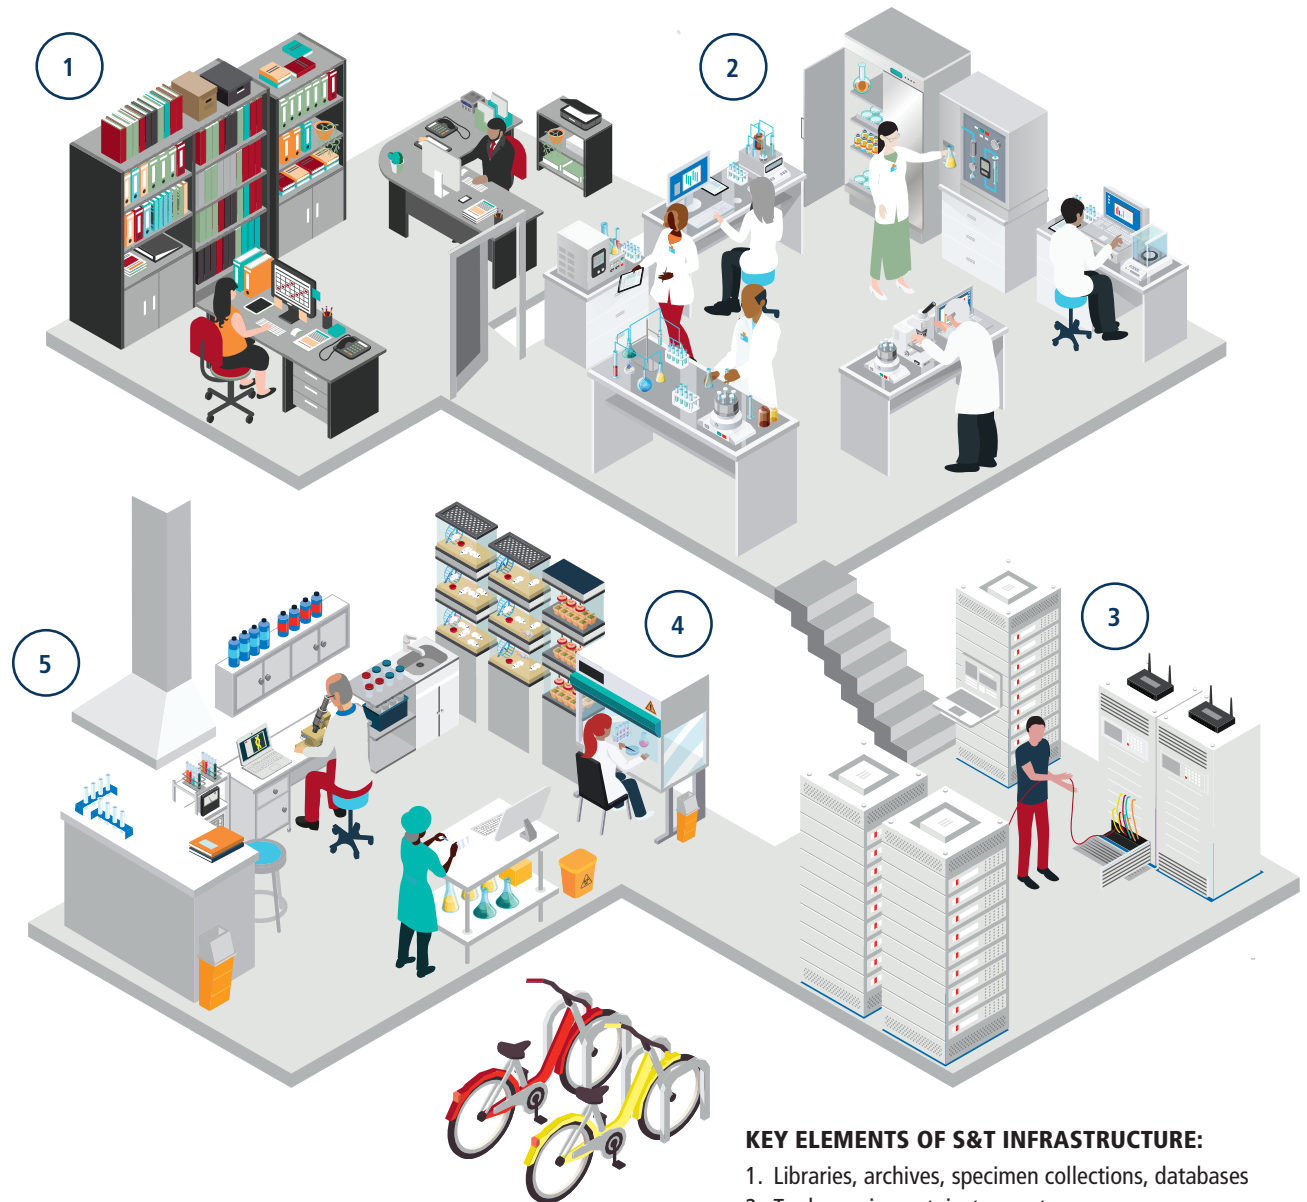 1
2
3
4
5
KEY ELEMENTS OF S&T INFRASTRUCTURE:
1. Libraries, archives, specimen collections, databases